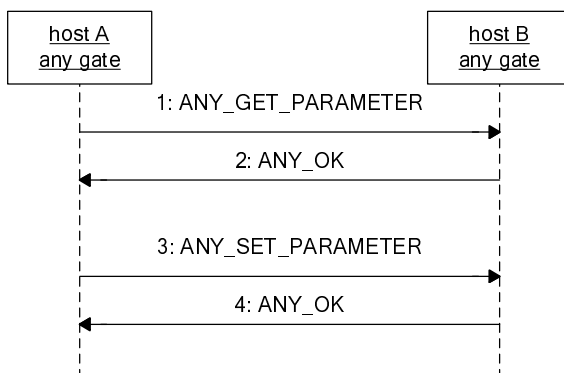 host A
any gate
host B
any gate
1: ANY_GET_PARAMETER
2: ANY_OK
3: ANY_SET_PARAMETER
4: ANY_OK